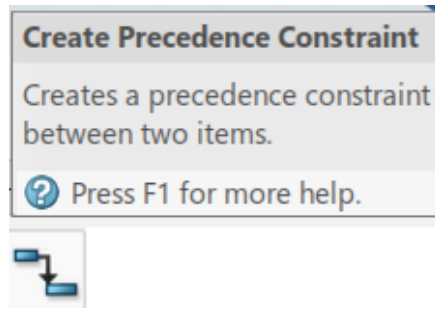 Create Precedence Constraint
Creates a precedence constraint
between two items.
Press F1 for more help.